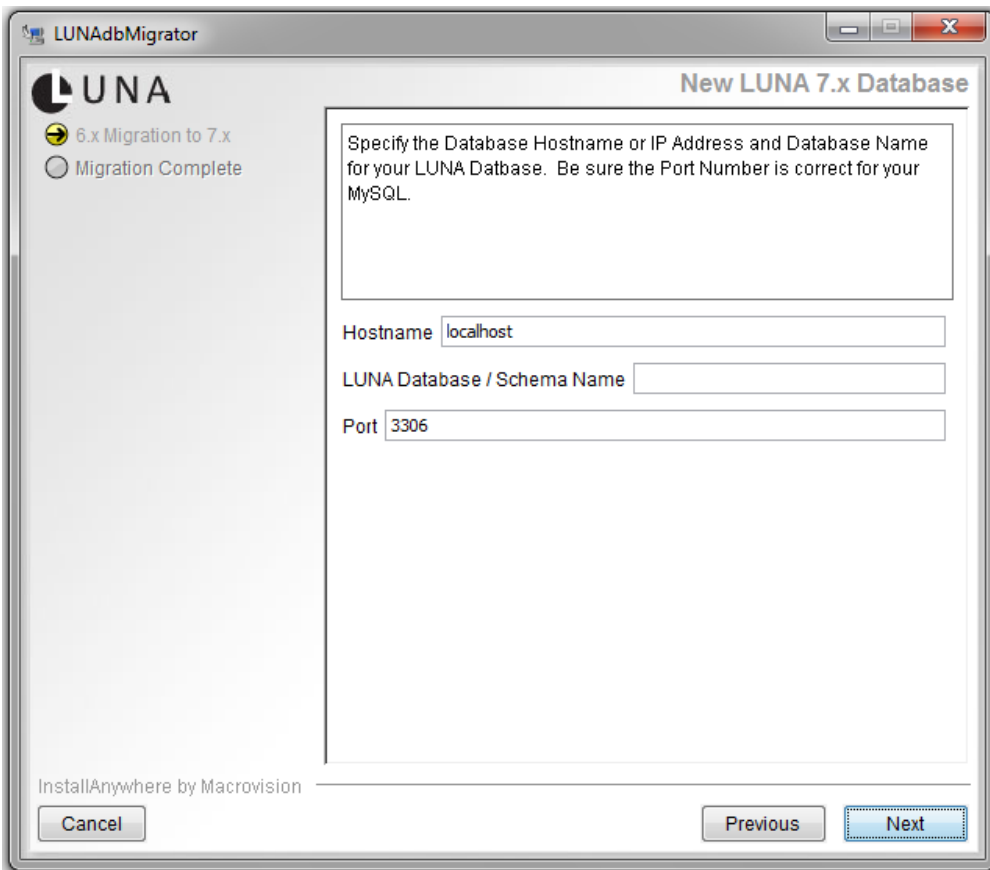 LUNAdbMigrator
LUNA
6.x Migration to 7.x
Migration Complete
New LUNA 7.x Database
Specify the Database Hostname or IP Address and Database Name
for your LUNA Datbase.  Be sure the Port Number is correct for your
MySQL.
Hostname localhost
LUNA Database / Schema Name
Port 3306
InstallAnywhere by Macrovision
Cancel
Previous
Next